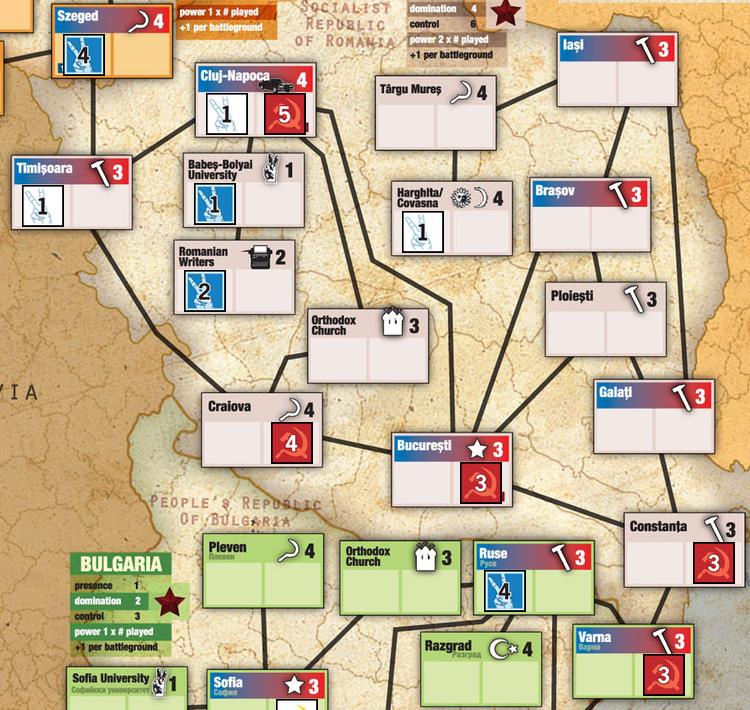 power 1 x # played
+1 per battleground
SOCIALIST
REPUBLIC
OF ROMANIA
domination 4
control 6
power 2 x # played
+1 per battleground
Szeged 4
4
Cluj-Napoca 4
1 5
Târgu Mureș 4
Iași 3
Timișoara 3
1
Babeș-Bolyai
University 1
1
Harghita/
Covasna 4
1
Brașov 3
Romanian
Writers 2
2
Orthodox
Church 3
Ploiești 3
VIA
Craiova 4
4
București 3
3
Galați 3
PEOPLE'S REPUBLIC
OF BULGARIA
Constanța 3
3
BULGARIA
presence 1
domination 2
control 3
power 1 x # played
+1 per battleground
Pleven 4
Плевен
Orthodox
Church 3
Ruse 3
Русе
4
Razgrad 4
Разград
Varna 3
Варна
3
Sofia University 1
Софийски университет
Sofia 3
София